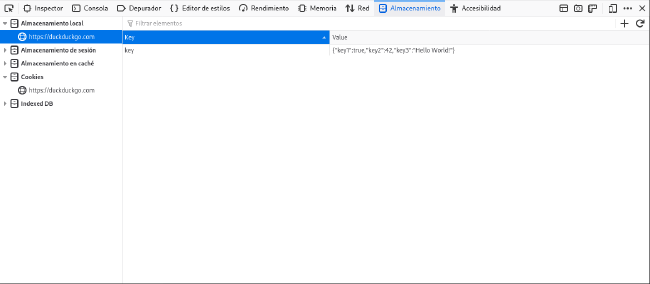 Inspector Consola Depurador Editor de estilos Rendimiento Memoria Red Almacenamiento Accesibilidad
Almacenamiento local
https://duckduckgo.com
Almacenamiento de sesión
Almacenamiento en caché
Cookies
https://duckduckgo.com
Indexed DB
Filtrar elementos
Key Value
key {"key1":true,"key2":42,"key3":"Hello World!"}